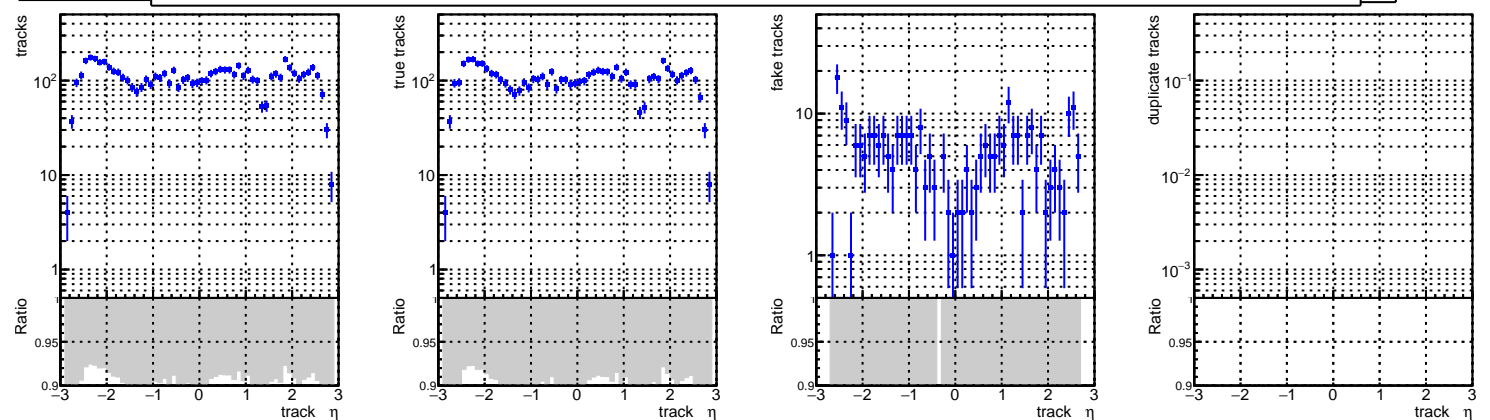 tracks
10²
10
1
Ratio
1
0.95
0.9
−3 −2 −1 0 1 2 3
track η
true tracks
10²
10
1
Ratio
1
0.95
0.9
−3 −2 −1 0 1 2 3
track η
fake tracks
10
1
Ratio
1
0.95
0.9
−3 −2 −1 0 1 2 3
track η
duplicate tracks
10⁻¹
10⁻²
10⁻³
Ratio
1
0.95
0.9
−3 −2 −1 0 1 2 3
track η